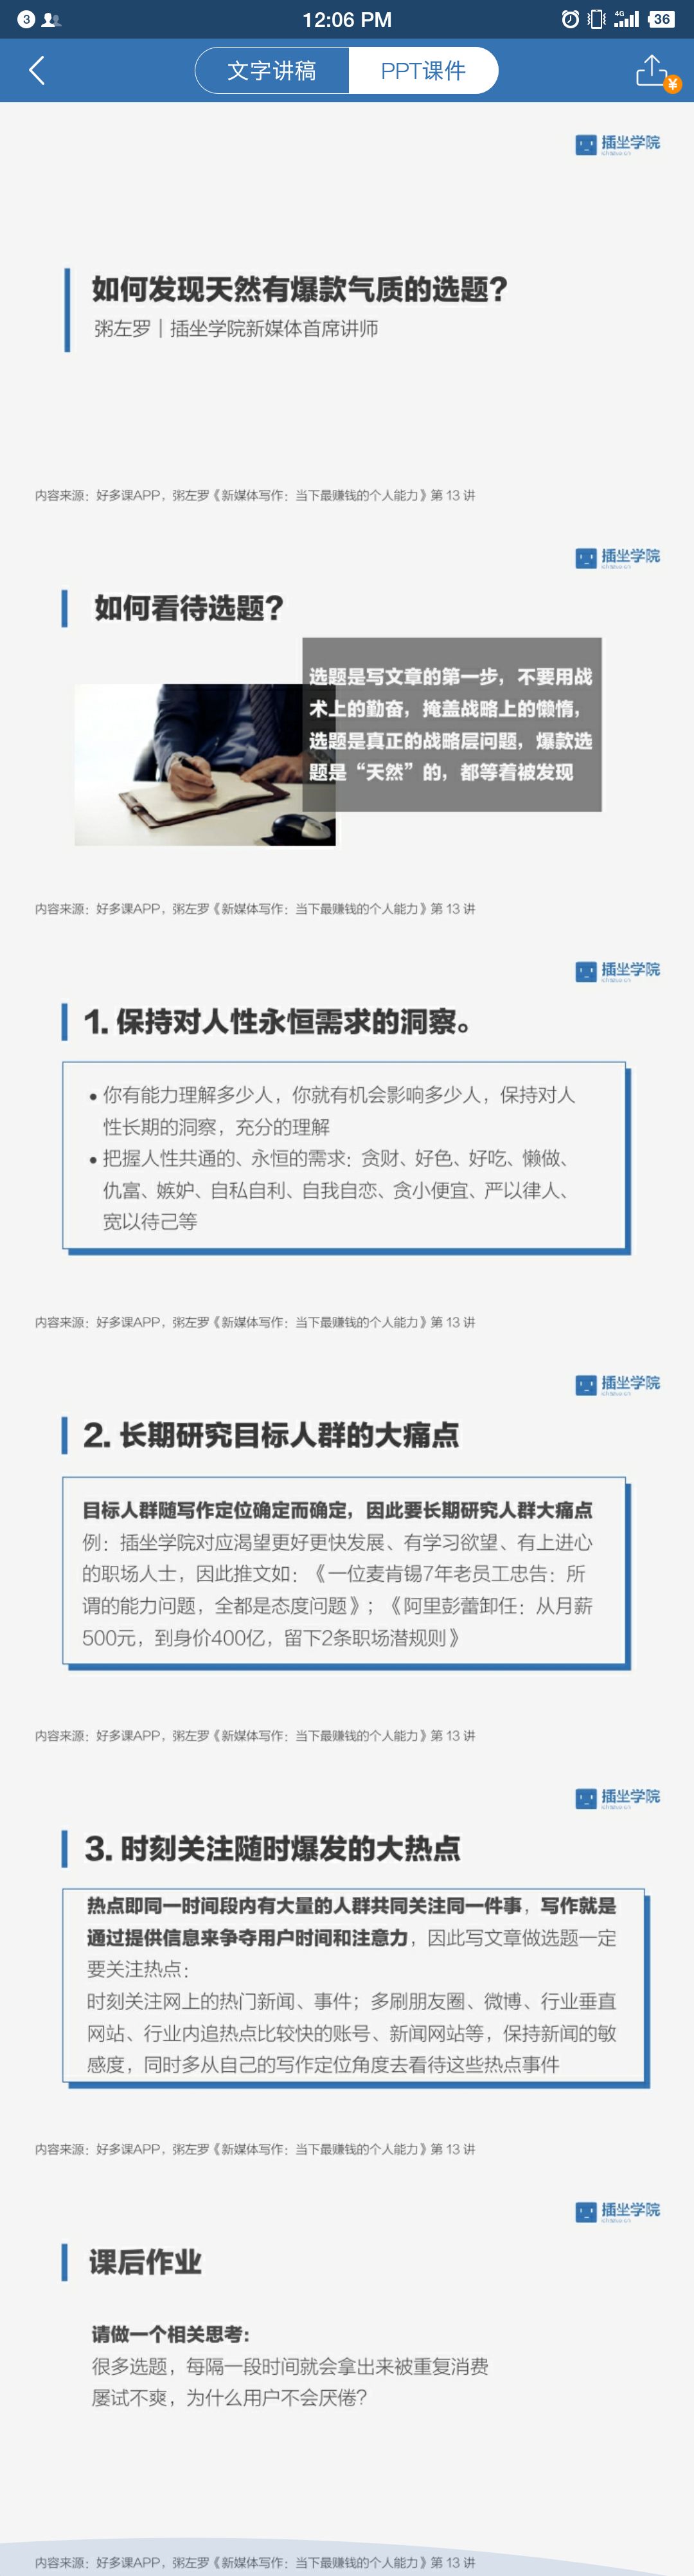 3
12:06 PM
4G
36
文字讲稿
PPT课件
¥
插坐学院
如何发现天然有爆款气质的选题?
粥左罗｜插坐学院新媒体首席讲师
内容来源：好多课APP，粥左罗《新媒体写作：当下最赚钱的个人能力》第 13 讲
插坐学院
如何看待选题?
选题是写文章的第一步，不要用战
术上的勤奋，掩盖战略上的懒惰，
选题是真正的战略层问题，爆款选
题是“天然”的，都等着被发现
内容来源：好多课APP，粥左罗《新媒体写作：当下最赚钱的个人能力》第 13 讲
插坐学院
1. 保持对人性永恒需求的洞察。
• 你有能力理解多少人，你就有机会影响多少人，保持对人
性长期的洞察，充分的理解
• 把握人性共通的、永恒的需求：贪财、好色、好吃、懒做、
仇富、嫉妒、自私自利、自我自恋、贪小便宜、严以律人、
宽以待己等
内容来源：好多课APP，粥左罗《新媒体写作：当下最赚钱的个人能力》第 13 讲
插坐学院
2. 长期研究目标人群的大痛点
目标人群随写作定位确定而确定，因此要长期研究人群大痛点
例：插坐学院对应渴望更好更快发展、有学习欲望、有上进心
的职场人士，因此推文如：《一位麦肯锡7年老员工忠告：所
谓的能力问题，全都是态度问题》；《阿里彭蕾卸任：从月薪
500元，到身价400亿，留下2条职场潜规则》
内容来源：好多课APP，粥左罗《新媒体写作：当下最赚钱的个人能力》第 13 讲
插坐学院
3. 时刻关注随时爆发的大热点
热点即同一时间段内有大量的人群共同关注同一件事，写作就是
通过提供信息来争夺用户时间和注意力，因此写文章做选题一定
要关注热点：
时刻关注网上的热门新闻、事件；多刷朋友圈、微博、行业垂直
网站、行业内追热点比较快的账号、新闻网站等，保持新闻的敏
感度，同时多从自己的写作定位角度去看待这些热点事件
内容来源：好多课APP，粥左罗《新媒体写作：当下最赚钱的个人能力》第 13 讲
插坐学院
课后作业
请做一个相关思考:
很多选题，每隔一段时间就会拿出来被重复消费
屡试不爽，为什么用户不会厌倦?
内容来源：好多课APP，粥左罗《新媒体写作：当下最赚钱的个人能力》第 13 讲